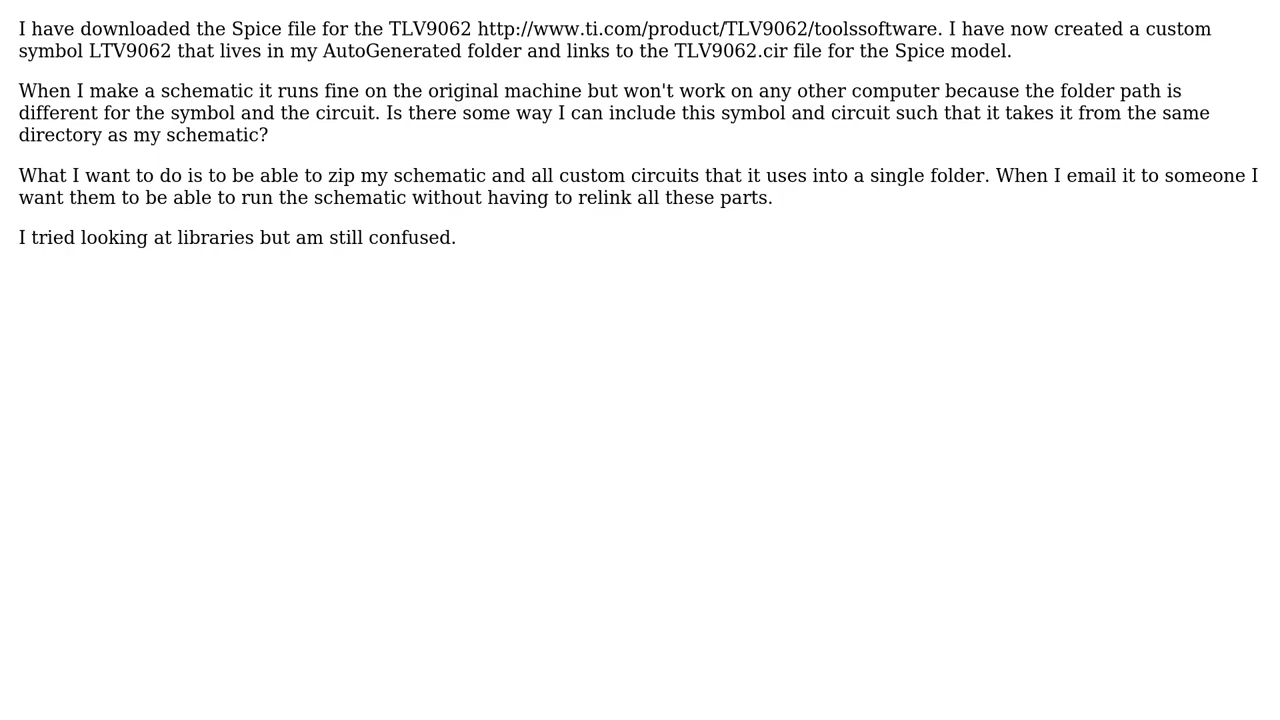 I have downloaded the Spice file for the TLV9062 http://www.ti.com/product/TLV9062/toolssoftware. I have now created a custom
symbol LTV9062 that lives in my AutoGenerated folder and links to the TLV9062.cir file for the Spice model.
When I make a schematic it runs fine on the original machine but won't work on any other computer because the folder path is
different for the symbol and the circuit. Is there some way I can include this symbol and circuit such that it takes it from the same
directory as my schematic?
What I want to do is to be able to zip my schematic and all custom circuits that it uses into a single folder. When I email it to someone I
want them to be able to run the schematic without having to relink all these parts.
I tried looking at libraries but am still confused.